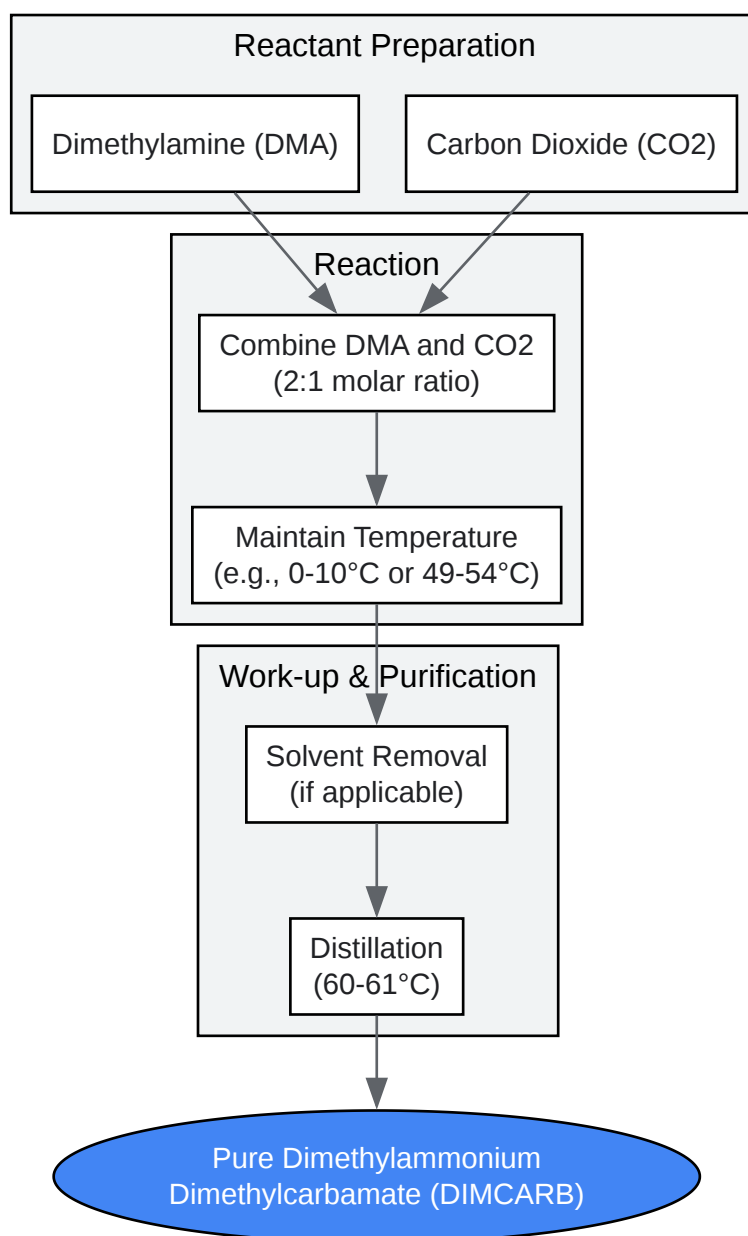 Reactant Preparation
Dimethylamine (DMA)
Carbon Dioxide (CO2)
Reaction
Combine DMA and CO2
(2:1 molar ratio)
Maintain Temperature
(e.g., 0-10°C or 49-54°C)
Work-up & Purification
Solvent Removal
(if applicable)
Distillation
(60-61°C)
Pure Dimethylammonium
Dimethylcarbamate (DIMCARB)